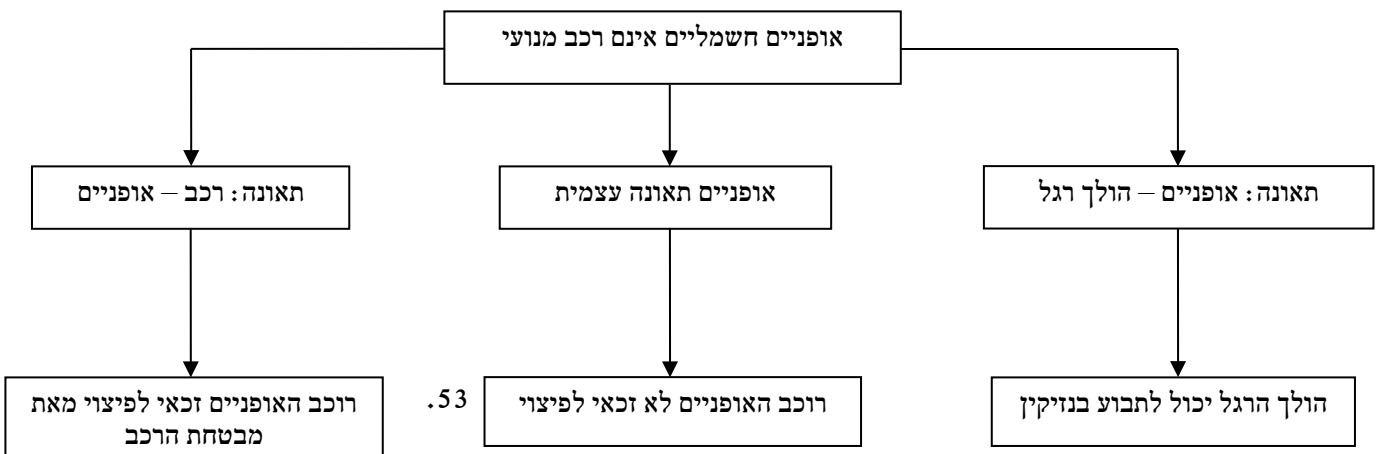 אופניים חשמליים אינם רכב מנועי
תאונה: אופניים – הולך רגל
אופניים תאונה עצמית
תאונה: רכב – אופניים
הולך הרגל יכול לתבוע בנזיקין
רוכב האופניים לא זכאי לפיצוי
.53
רוכב האופניים זכאי לפיצוי מאת
מבטחת הרכב